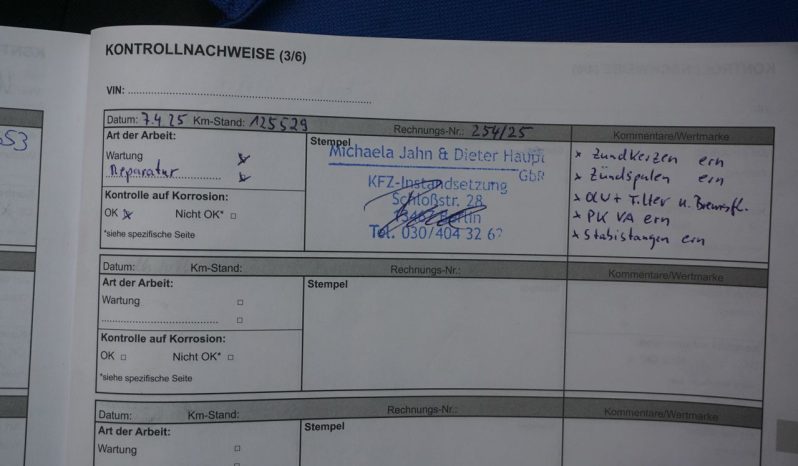 KONTROLLNACHWEISE (3/6)
VIN:
Datum: 7.4.25 Km-Stand: 125529 Rechnungs-Nr.: 254/25 Kommentare/Wertmarke
Art der Arbeit:
Wartung x
Reparatur x
Kontrolle auf Korrosion:
OK x Nicht OK* □
*siehe spezifische Seite
Stempel
Michaela Jahn & Dieter Haupt
GbR
KFZ-Instandsetzung
Schloßstr. 28
13467 Berlin
Tel. 030/404 32 62
x Zündkerzen ern
x Zündspulen ern
x ÖW + Filter u. Bremsfl.
x PK VA ern
x Stabistangen ern
Datum: Km-Stand: Rechnungs-Nr.: Kommentare/Wertmarke
Art der Arbeit:
Wartung □
□
Kontrolle auf Korrosion:
OK □ Nicht OK* □
*siehe spezifische Seite
Stempel
Datum: Km-Stand: Rechnungs-Nr.: Kommentare/Wertmarke
Art der Arbeit:
Wartung □
Stempel